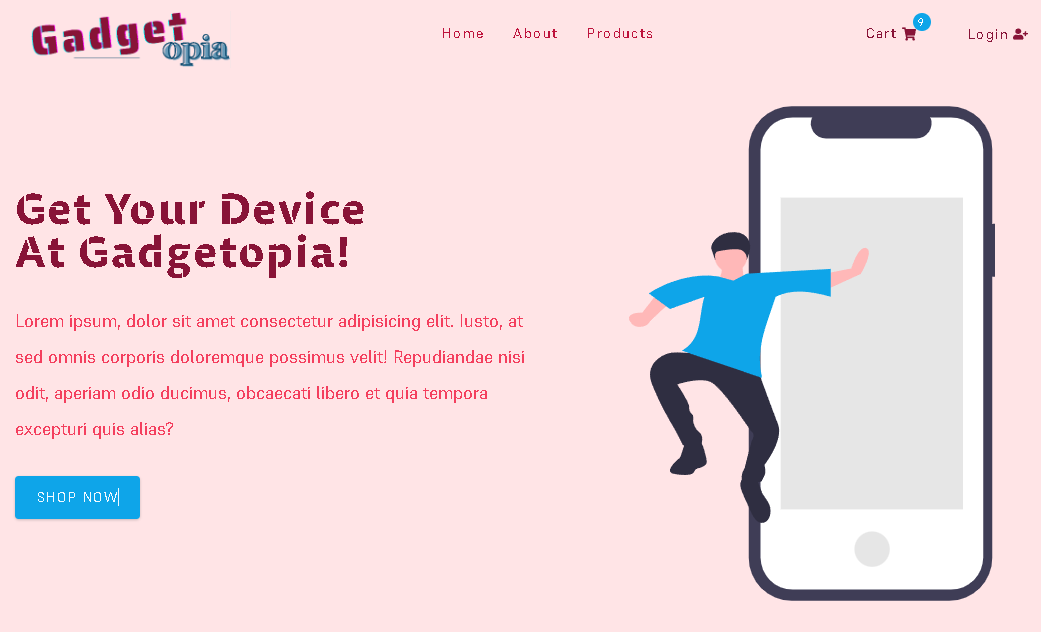 Gadget
opia
Home About Products
Cart 9 Login
Get Your Device
At Gadgetopia!
Lorem ipsum, dolor sit amet consectetur adipisicing elit. Iusto, at
sed omnis corporis doloremque possimus velit! Repudiandae nisi
odit, aperiam odio ducimus, obcaecati libero et quia tempora
excepturi quis alias?
SHOP NOW